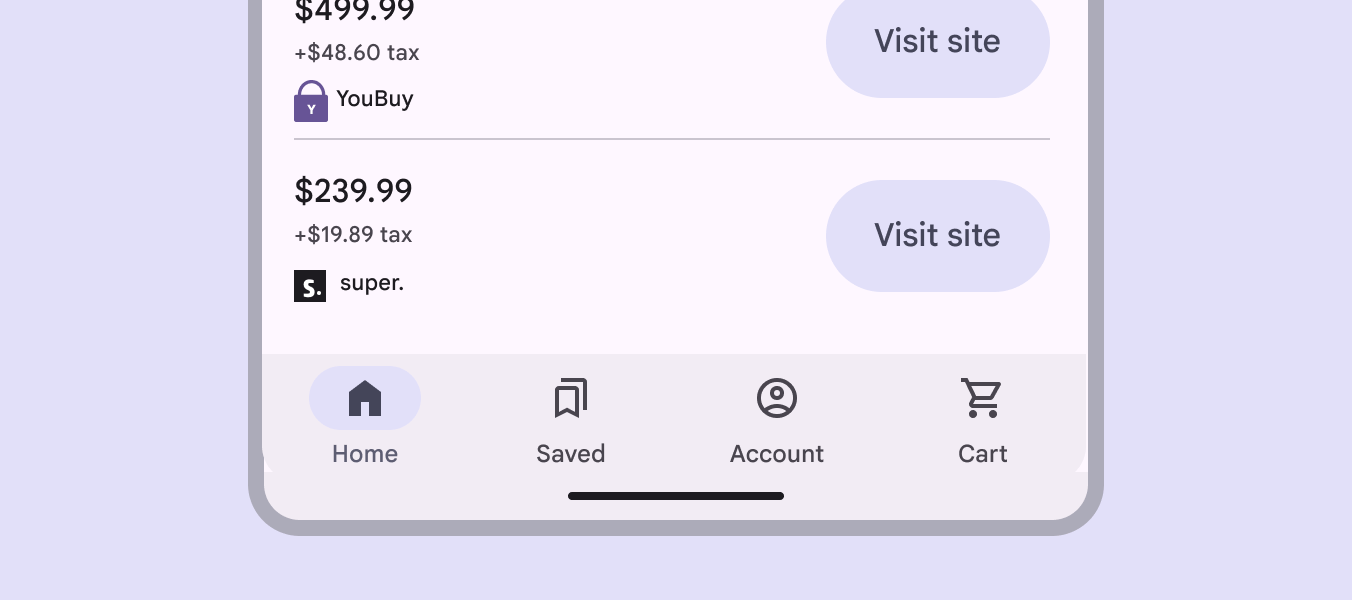 $499.99
+$48.60 tax
Visit site
Y
YouBuy
$239.99
+$19.89 tax
Visit site
S.
super.
Home
Saved
Account
Cart